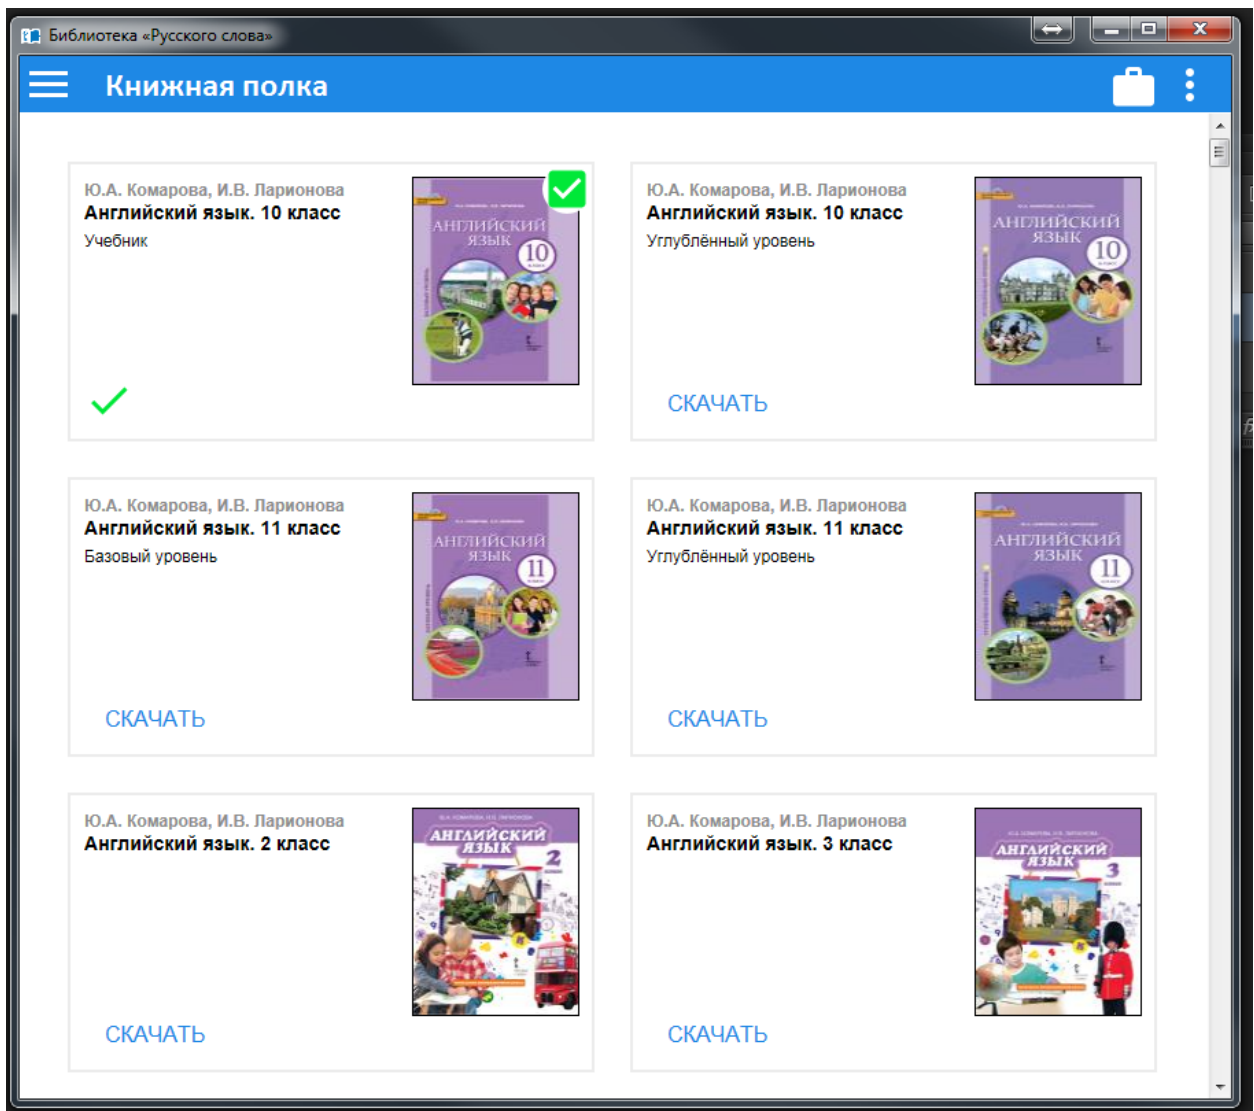 Библиотека «Русского слова»
Книжная полка
Ю.А. Комарова, И.В. Ларионова
Английский язык. 10 класс
Учебник
АНГЛИЙСКИЙ
ЯЗЫК
10
Ю.А. Комарова, И.В. Ларионова
Английский язык. 10 класс
Углублённый уровень
СКАЧАТЬ
АНГЛИЙСКИЙ
ЯЗЫК
10
Ю.А. Комарова, И.В. Ларионова
Английский язык. 11 класс
Базовый уровень
СКАЧАТЬ
АНГЛИЙСКИЙ
ЯЗЫК
11
Ю.А. Комарова, И.В. Ларионова
Английский язык. 11 класс
Углублённый уровень
СКАЧАТЬ
АНГЛИЙСКИЙ
ЯЗЫК
11
Ю.А. Комарова, И.В. Ларионова
Английский язык. 2 класс
СКАЧАТЬ
АНГЛИЙСКИЙ
ЯЗЫК
2
Ю.А. Комарова, И.В. Ларионова
Английский язык. 3 класс
СКАЧАТЬ
АНГЛИЙСКИЙ
ЯЗЫК
3